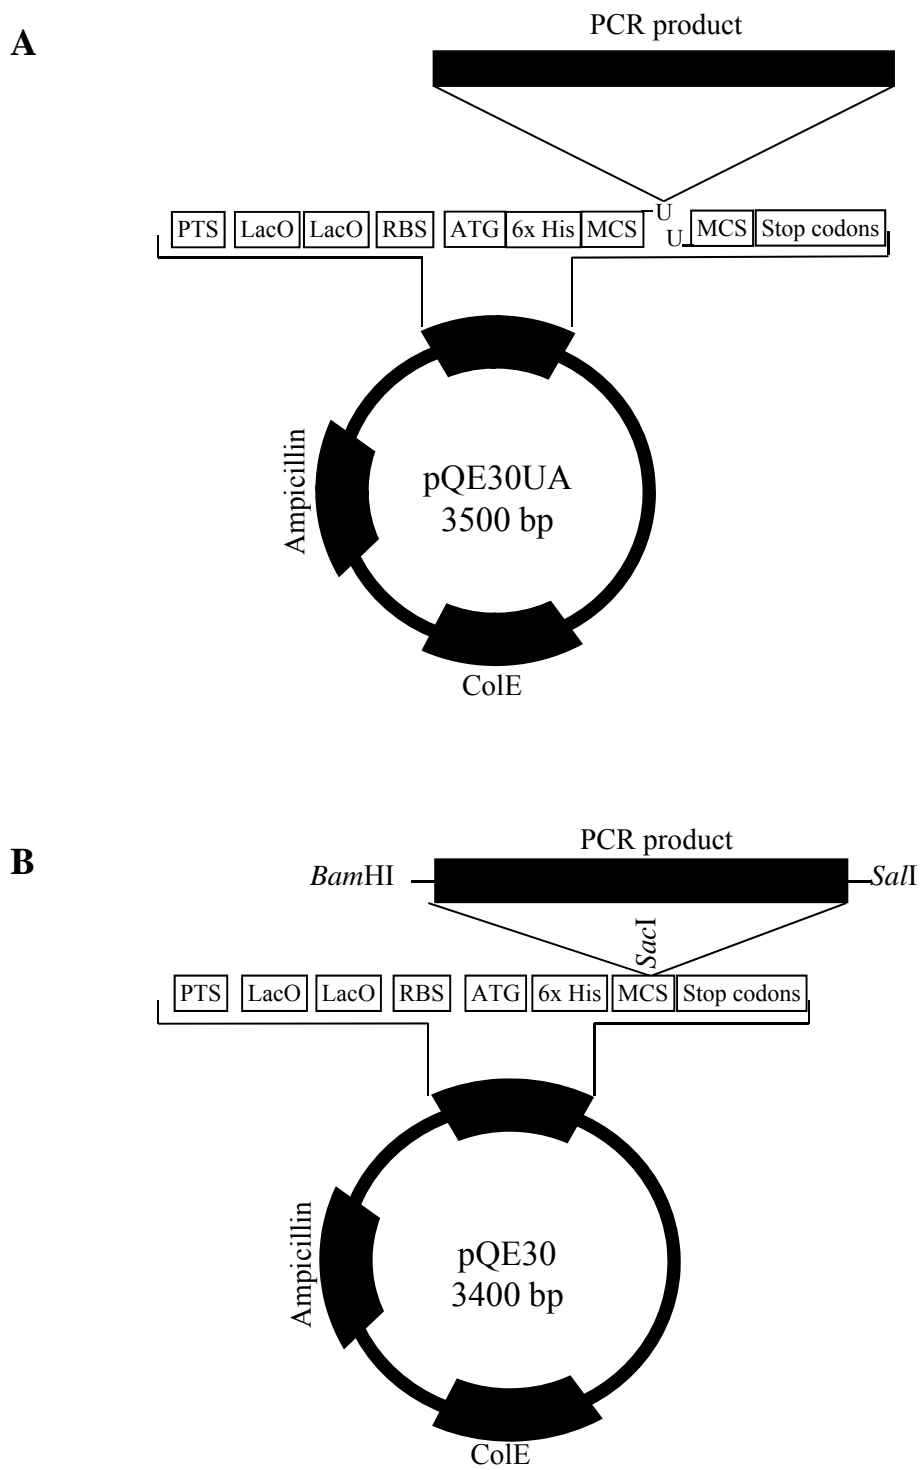 A
PCR product
U
PTS LacO LacO RBS ATG 6x His MCS U MCS Stop codons
Ampicillin
pQE30UA
3500 bp
ColE
B
PCR product
BamHI SalI
SacI
PTS LacO LacO RBS ATG 6x His MCS Stop codons
Ampicillin
pQE30
3400 bp
ColE